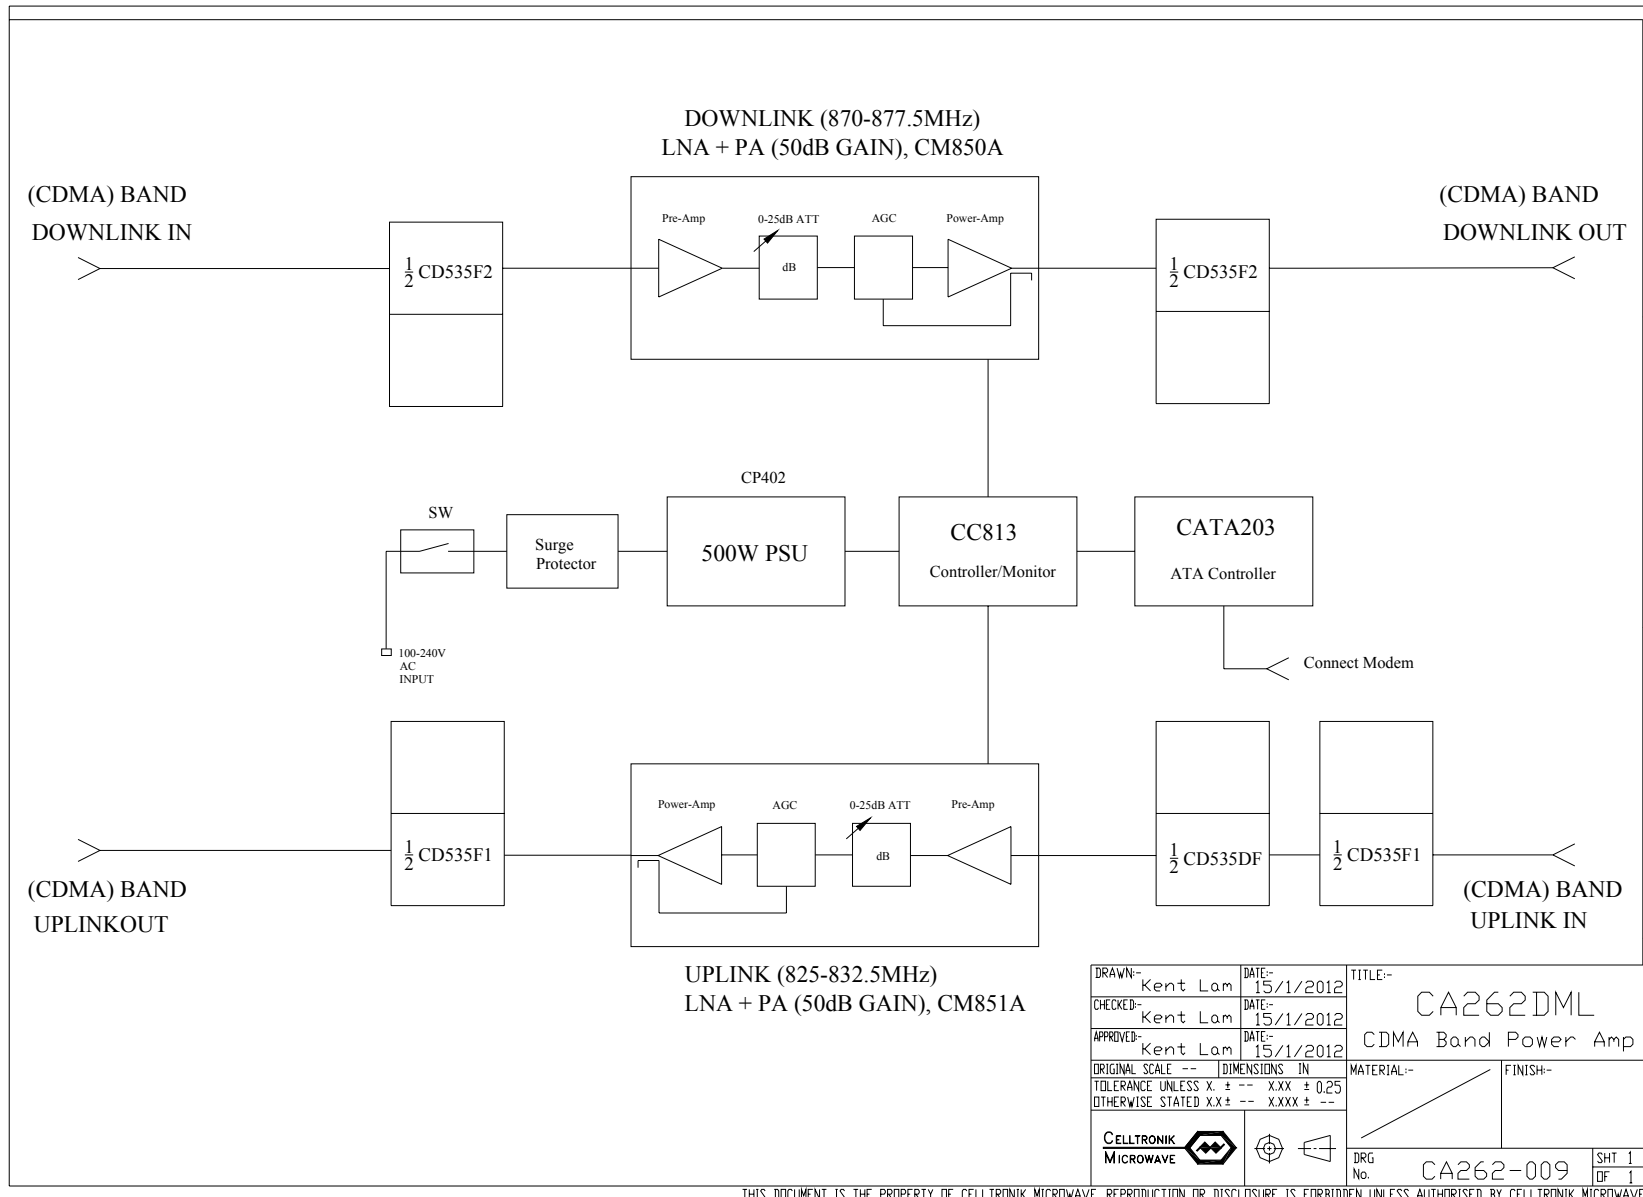 DOWNLINK (870-877.5MHz)
LNA + PA (50dB GAIN), CM850A
(CDMA) BAND
DOWNLINK IN
(CDMA) BAND
DOWNLINK OUT
Pre-Amp
0-25dB ATT
AGC
Power-Amp
1/2 CD535F2
dB
1/2 CD535F2
CP402
SW
Surge
Protector
500W PSU
CC813
Controller/Monitor
CATA203
ATA Controller
100-240V
AC
INPUT
Connect Modem
Power-Amp
AGC
0-25dB ATT
Pre-Amp
1/2 CD535F1
dB
1/2 CD535DF
1/2 CD535F1
(CDMA) BAND
UPLINKOUT
(CDMA) BAND
UPLINK IN
UPLINK (825-832.5MHz)
LNA + PA (50dB GAIN), CM851A
DRAWN:- Kent Lam DATE:- 15/1/2012
CHECKED:- Kent Lam DATE:- 15/1/2012
APPROVED:- Kent Lam DATE:- 15/1/2012
TITLE:-
CA262DML
CDMA Band Power Amp
ORIGINAL SCALE -- DIMENSIONS IN
TOLERANCE UNLESS X. ± -- X.XX ± 0.25
OTHERWISE STATED X.X ± -- X.XXX ± --
MATERIAL:-
FINISH:-
CELLTRONIK
MICROWAVE
DRG
No. CA262-009
SHT 1
OF 1
THIS DOCUMENT IS THE PROPERTY OF CELLTRONIK MICROWAVE. REPRODUCTION OR DISCLOSURE IS FORBIDDEN UNLESS AUTHORISED BY CELLTRONIK MICROWAVE